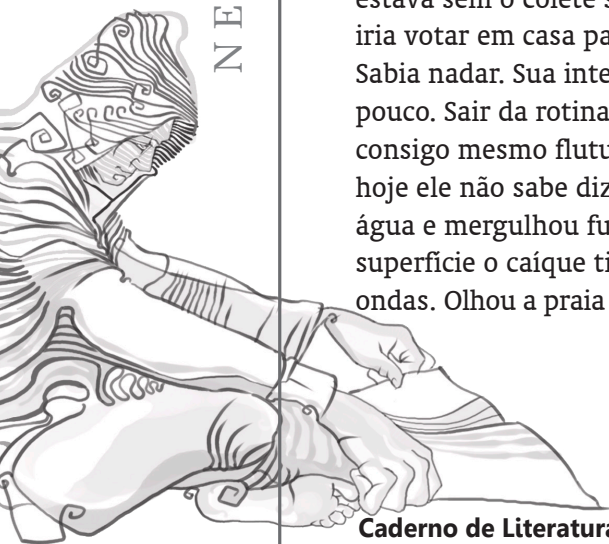 NE
estava sem o colete s
iria votar em casa pa
Sabia nadar. Sua inte
pouco. Sair da rotina
consigo mesmo flutu
hoje ele não sabe diz
água e mergulhou fu
superfície o caíque ti
ondas. Olhou a praia
Caderno de Literatura